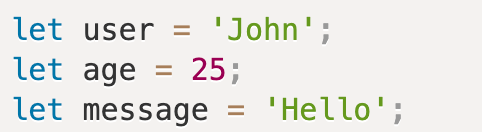 let user = 'John';
let age = 25;
let message = 'Hello';